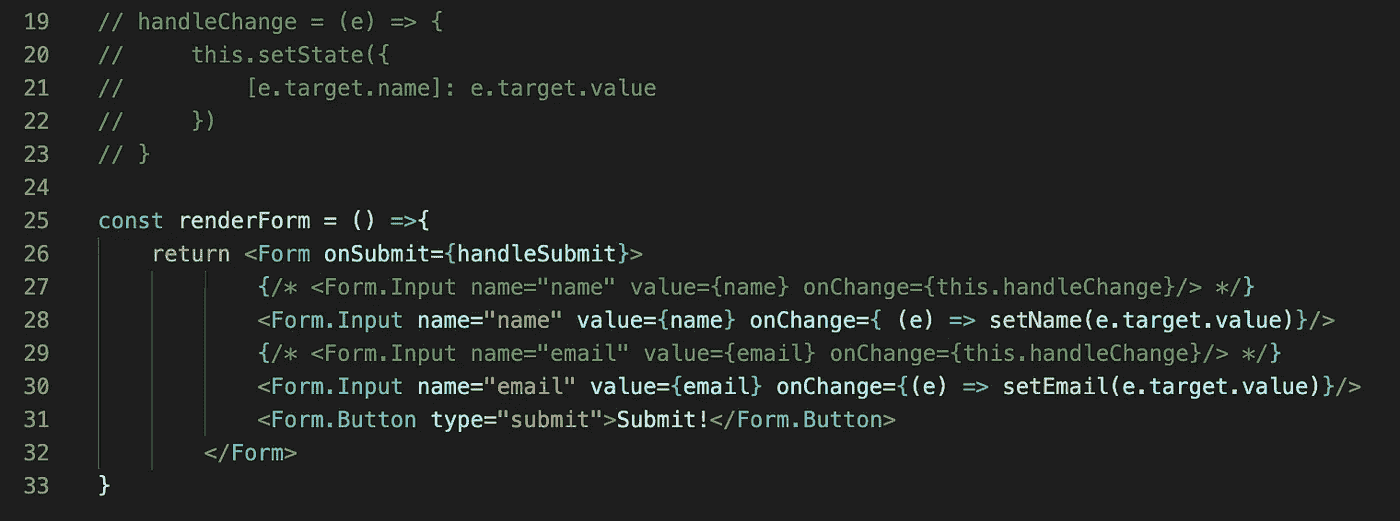 19 // handleChange = (e) => {
20 //     this.setState({
21 //         [e.target.name]: e.target.value
22 //     })
23 // }
24
25 const renderForm = () =>{
26     return <Form onSubmit={handleSubmit}>
27             {/* <Form.Input name="name" value={name} onChange={this.handleChange}/> */}
28             <Form.Input name="name" value={name} onChange={ (e) => setName(e.target.value)}/>
29             {/* <Form.Input name="email" value={email} onChange={this.handleChange}/> */}
30             <Form.Input name="email" value={email} onChange={(e) => setEmail(e.target.value)}/>
31             <Form.Button type="submit">Submit!</Form.Button>
32         </Form>
33 }